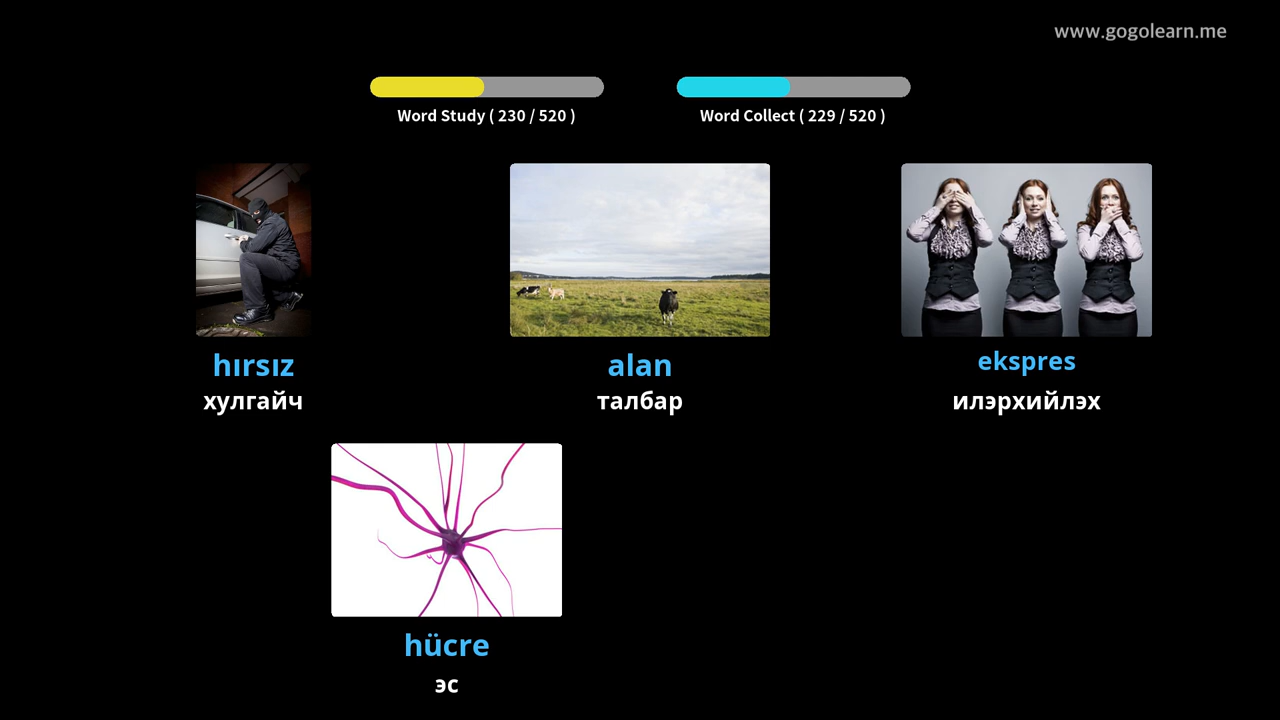 www.gogolearn.me
Word Study ( 230 / 520 )
Word Collect ( 229 / 520 )
hırsız
хулгайч
alan
талбар
ekspres
илэрхийлэх
hücre
эс